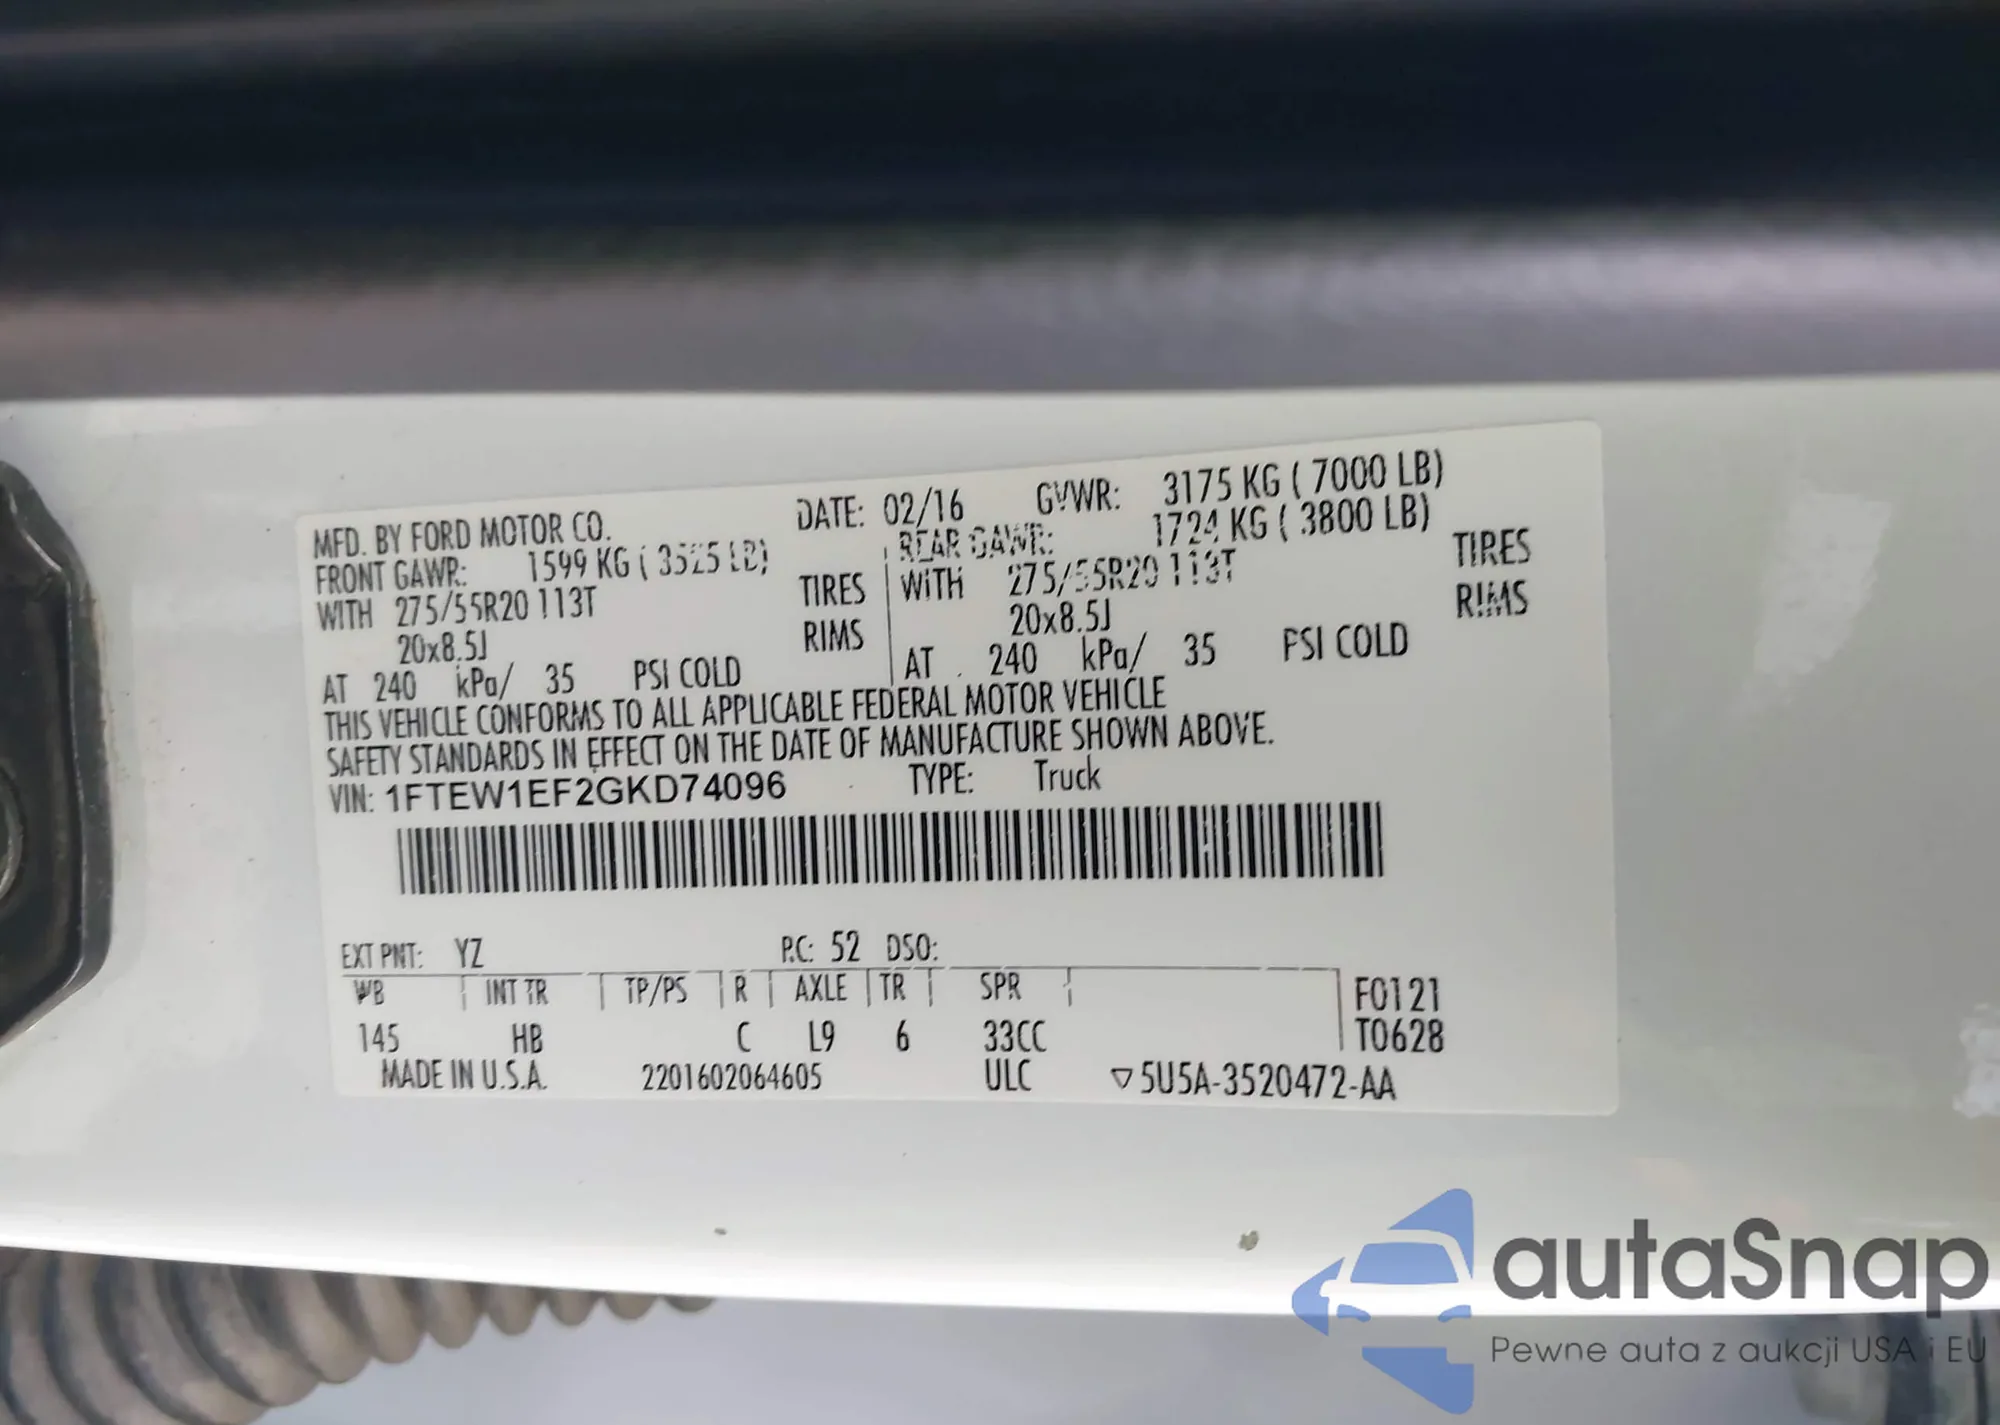 MFD. BY FORD MOTOR CO. DATE: 02/16 GVWR: 3175 KG ( 7000 LB)
FRONT GAWR: 1599 KG ( 3525 LB) REAR GAWR: 1724 KG ( 3800 LB)
WITH 275/55R20 113T TIRES WITH 275/55R20 113T TIRES
20x8.5J RIMS 20x8.5J RIMS
AT 240 kPa/ 35 PSI COLD AT 240 kPa/ 35 PSI COLD
THIS VEHICLE CONFORMS TO ALL APPLICABLE FEDERAL MOTOR VEHICLE
SAFETY STANDARDS IN EFFECT ON THE DATE OF MANUFACTURE SHOWN ABOVE.
VIN: 1FTEW1EF2GKD74096 TYPE: Truck
EXT PNT: YZ P.C: 52 DSO:
WB INT TR TP/PS R AXLE TR SPR F0121
145 HB C L9 6 33CC T0628
MADE IN U.S.A. 2201602064605 ULC ▽5U5A-3520472-AA
autaSnap
Pewne auta z aukcji USA i EU